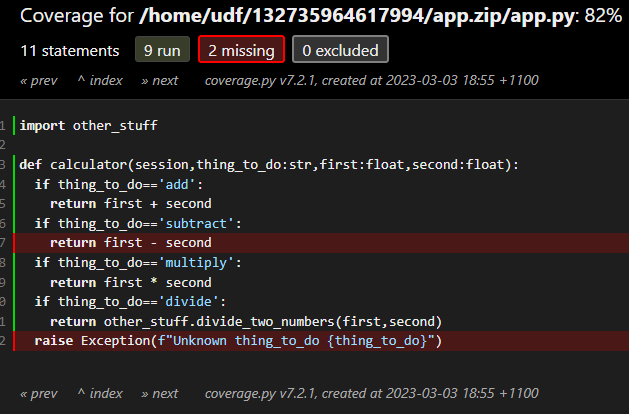 Coverage for /home/udf/132735964617994/app.zip/app.py: 82%
11 statements 9 run 2 missing 0 excluded
« prev ^ index » next coverage.py v7.2.1, created at 2023-03-03 18:55 +1100
1 import other_stuff
2
3 def calculator(session,thing_to_do:str,first:float,second:float):
4 if thing_to_do=='add':
5 return first + second
6 if thing_to_do=='subtract':
7 return first - second
8 if thing_to_do=='multiply':
9 return first * second
0 if thing_to_do=='divide':
1 return other_stuff.divide_two_numbers(first,second)
2 raise Exception(f"Unknown thing_to_do {thing_to_do}")
« prev ^ index » next coverage.py v7.2.1, created at 2023-03-03 18:55 +1100